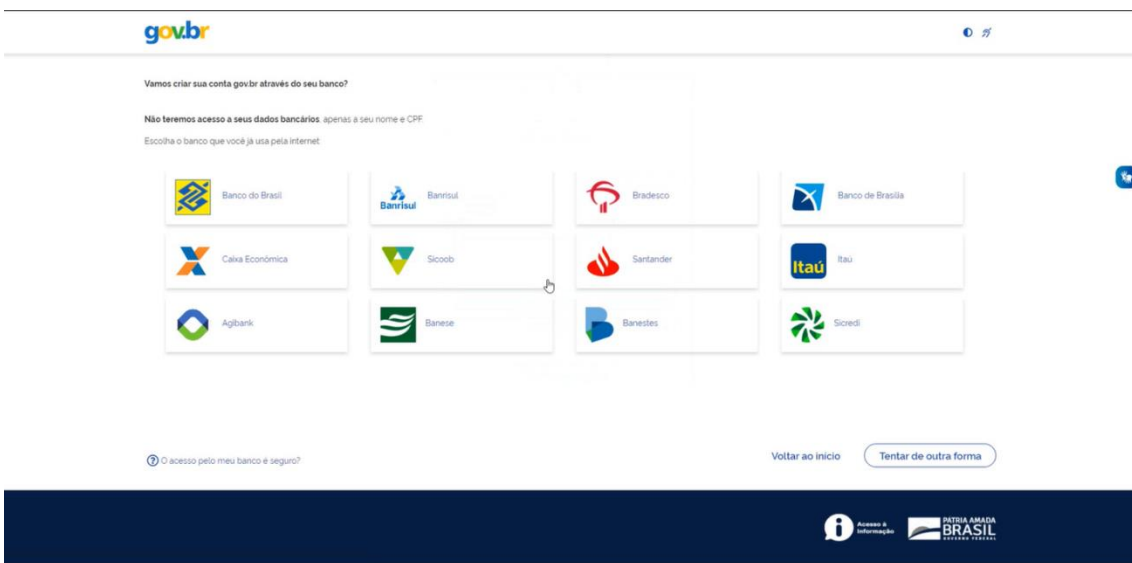 gov.br
Vamos criar sua conta gov.br através do seu banco?
Não teremos acesso a seus dados bancários, apenas a seu nome e CPF
Escolha o banco que você já usa pela internet
Banco do Brasil
Banrisul
Banrisul
Bradesco
Banco de Brasília
Caixa Econômica
Sicoob
Santander
Itaú
Itaú
Agibank
Banese
Banestes
Sicredi
? O acesso pelo meu banco é seguro?
Voltar ao início
Tentar de outra forma
i
Acesso à
Informação
PÁTRIA AMADA
BRASIL
GOVERNO FEDERAL